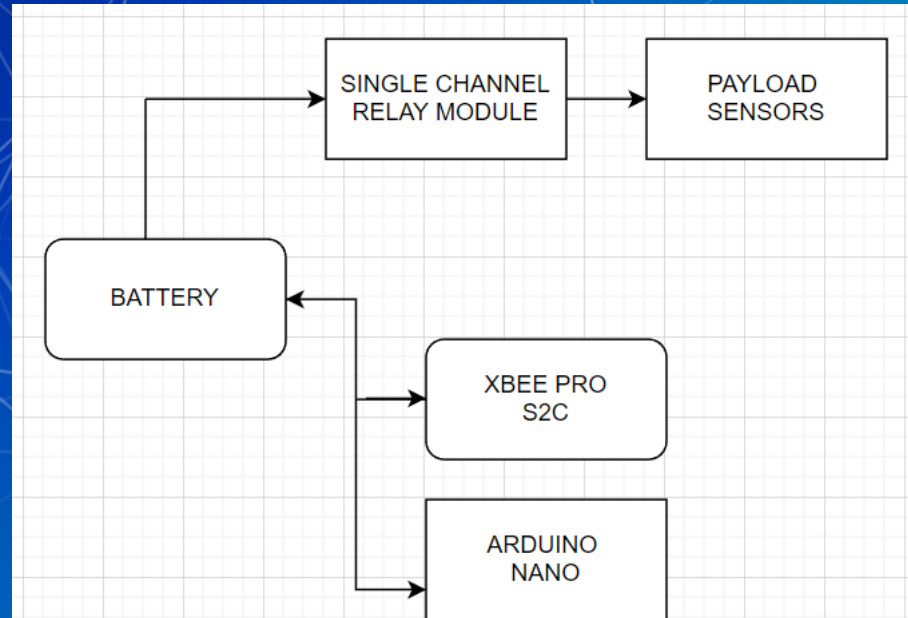 SINGLE CHANNEL
RELAY MODULE
PAYLOAD
SENSORS
BATTERY
XBEE PRO
S2C
ARDUINO
NANO